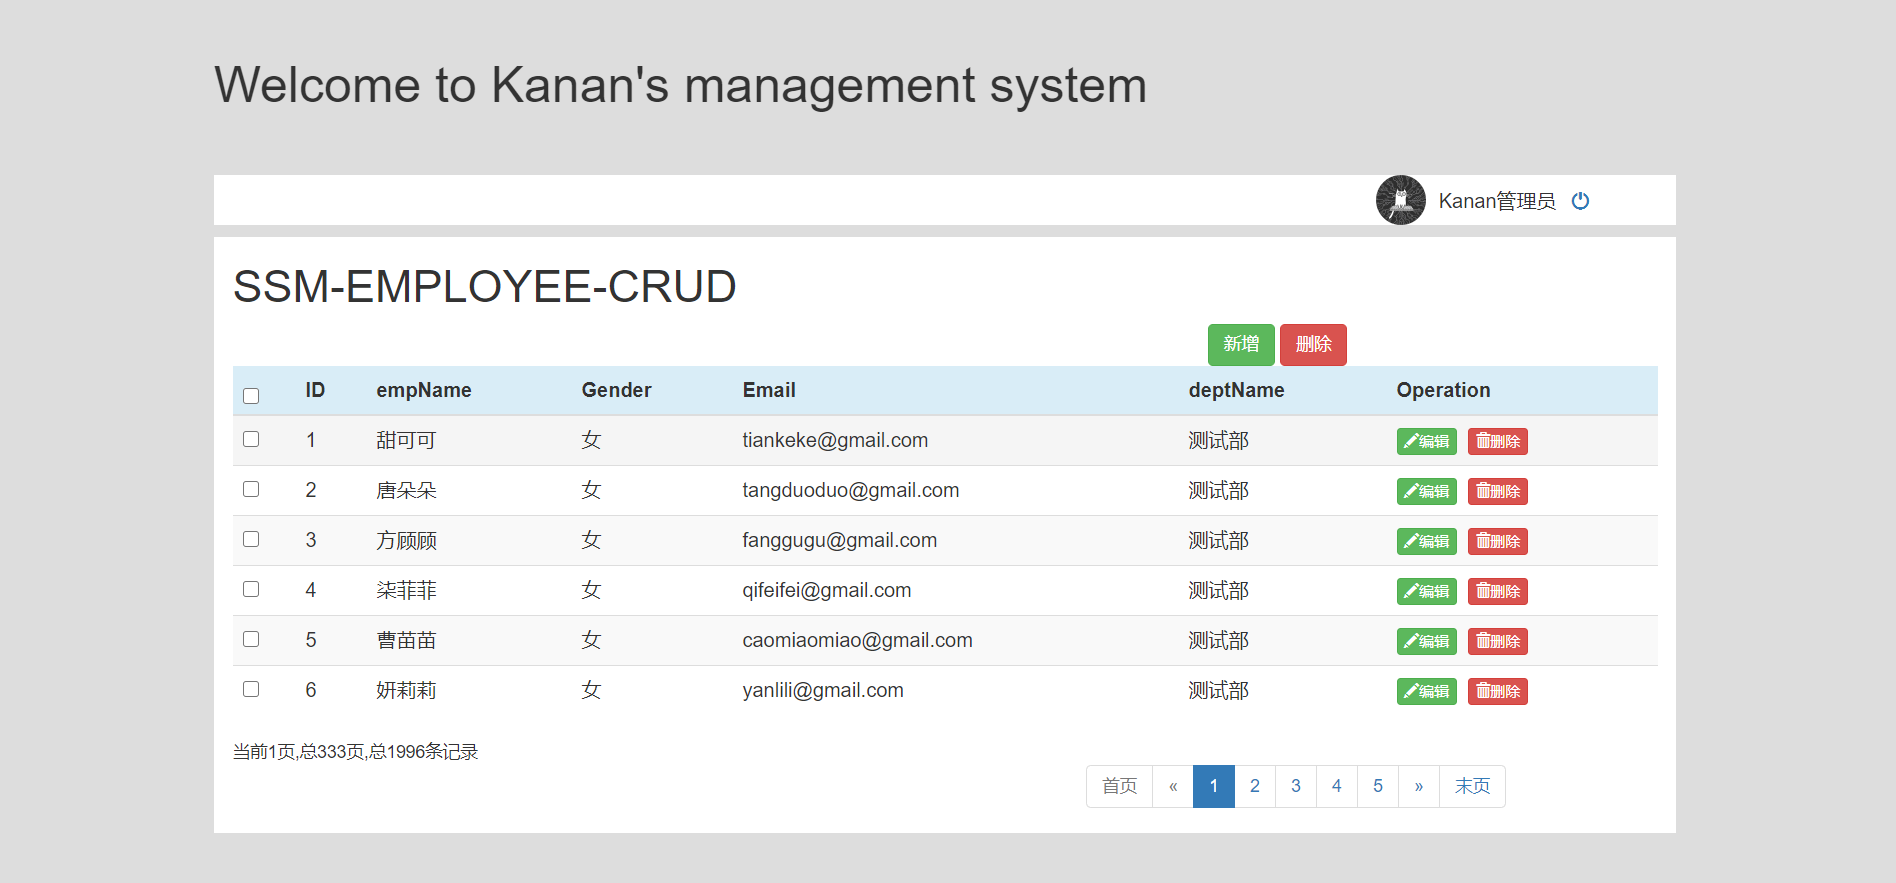 Welcome to Kanan's management system
Kanan管理员
SSM-EMPLOYEE-CRUD
新增 删除
ID empName Gender Email deptName Operation
1 甜可可 女 tiankeke@gmail.com 测试部 编辑 删除
2 唐朵朵 女 tangduoduo@gmail.com 测试部 编辑 删除
3 方顾顾 女 fanggugu@gmail.com 测试部 编辑 删除
4 柒菲菲 女 qifeifei@gmail.com 测试部 编辑 删除
5 曹苗苗 女 caomiaomiao@gmail.com 测试部 编辑 删除
6 妍莉莉 女 yanlili@gmail.com 测试部 编辑 删除
当前1页,总333页,总1996条记录
首页 « 1 2 3 4 5 » 末页